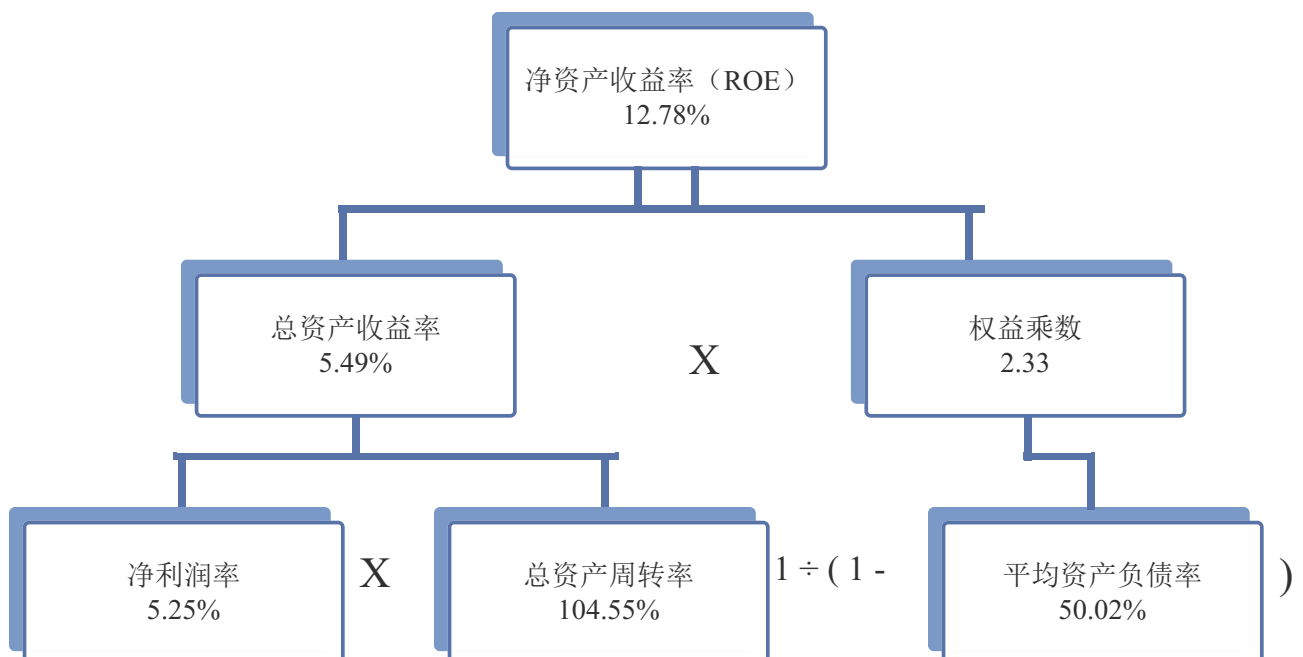 净资产收益率（ROE）
12.78%
总资产收益率
5.49%
X
权益乘数
2.33
净利润率
5.25%
X
总资产周转率
104.55%
1 ÷ ( 1 -
平均资产负债率
50.02%
)